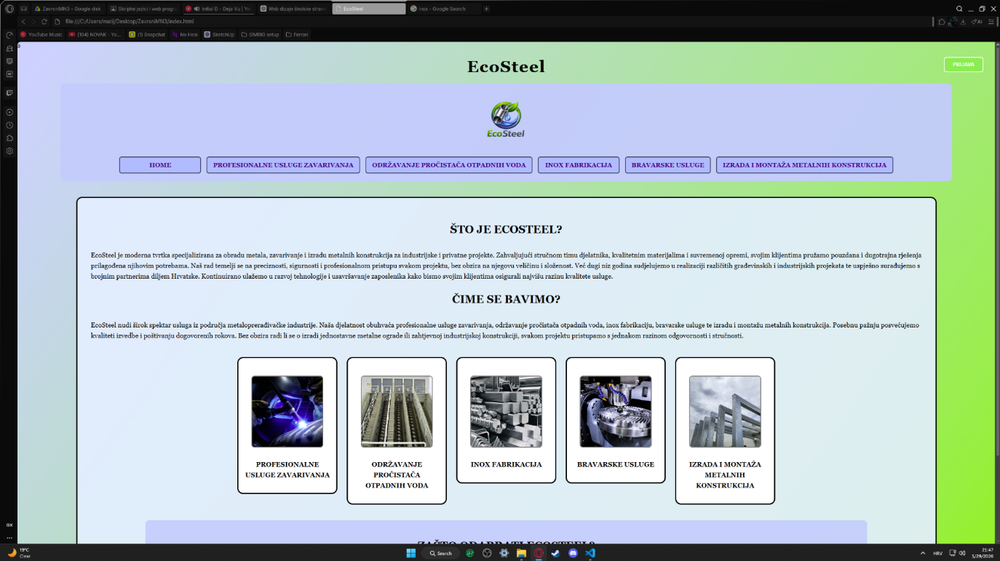 ZavrsniMN3 – Google disk
Skriptni jezici i web progra
Initial D - Deja Vu | Yo
Web dizajn školske stran
EcoSteel
inox - Google Search
file:///C:/Users/matij/Desktop/ZavrsniMN3/index.html
AI
YouTube Music
(104) NOVAK - Yo...
(1) Snapchat
No Hesi
SketchUp
SIMRIG setup
Ferrari
s
EcoSteel
PRIJAVA
EcoSteel
HOME
PROFESIONALNE USLUGE ZAVARIVANJA
ODRŽAVANJE PROČISTAČA OTPADNIH VODA
INOX FABRIKACIJA
BRAVARSKE USLUGE
IZRADA I MONTAŽA METALNIH KONSTRUKCIJA
ŠTO JE ECOSTEEL?
EcoSteel je moderna tvrtka specijalizirana za obradu metala, zavarivanje i izradu metalnih konstrukcija za industrijske i privatne projekte. Zahvaljujući stručnom timu djelatnika, kvalitetnim materijalima i suvremenoj opremi, svojim klijentima pružamo pouzdana i dugotrajna rješenja
prilagođena njihovim potrebama. Naš rad temelji se na preciznosti, sigurnosti i profesionalnom pristupu svakom projektu, bez obzira na njegovu veličinu i složenost. Već dugi niz godina sudjelujemo u realizaciji različitih građevinskih i industrijskih projekata te uspješno surađujemo s
brojnim partnerima diljem Hrvatske. Kontinuirano ulažemo u razvoj tehnologije i usavršavanje zaposlenika kako bismo svojim klijentima osigurali najvišu razinu kvalitete usluge.
ČIME SE BAVIMO?
EcoSteel nudi širok spektar usluga iz područja metaloprerađivačke industrije. Naša djelatnost obuhvaća profesionalne usluge zavarivanja, održavanje pročistača otpadnih voda, inox fabrikaciju, bravarske usluge te izradu i montažu metalnih konstrukcija. Posebnu pažnju posvećujemo
kvaliteti izvedbe i poštivanju dogovorenih rokova. Bez obzira radi li se o izradi jednostavne metalne ograde ili zahtjevnoj industrijskoj konstrukciji, svakom projektu pristupamo s jednakom razinom odgovornosti i stručnosti.
PROFESIONALNE
USLUGE ZAVARIVANJA
ODRŽAVANJE
PROČISTAČA
OTPADNIH VODA
INOX FABRIKACIJA
BRAVARSKE USLUGE
IZRADA I MONTAŽA
METALNIH
KONSTRUKCIJA
ZAŠTO ODABRATI ECOSTEEL?
19°C
Clear
Search
HRV
21:47
5/29/2026